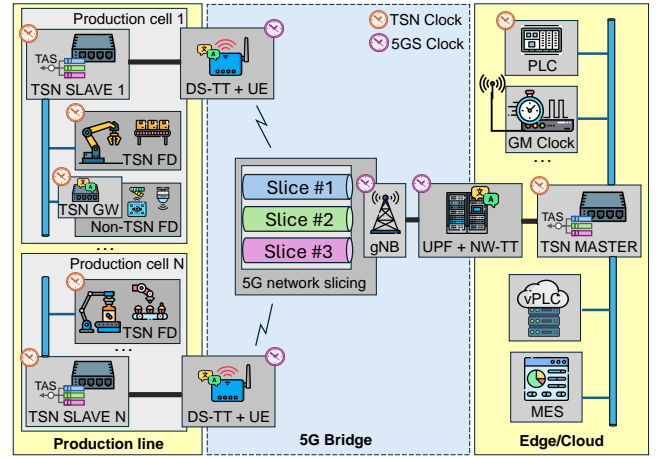 Production cell 1
TAS
TSN SLAVE 1
DS-TT + UE
TSN FD
TSN GW
Non-TSN FD
...
Production cell N
TSN FD
...
TAS
TSN SLAVE N
DS-TT + UE
Production line
TSN Clock
5GS Clock
Slice #1
Slice #2
Slice #3
gNB
5G network slicing
UPF + NW-TT
5G Bridge
PLC
GM Clock
...
TAS
TSN MASTER
vPLC
MES
Edge/Cloud